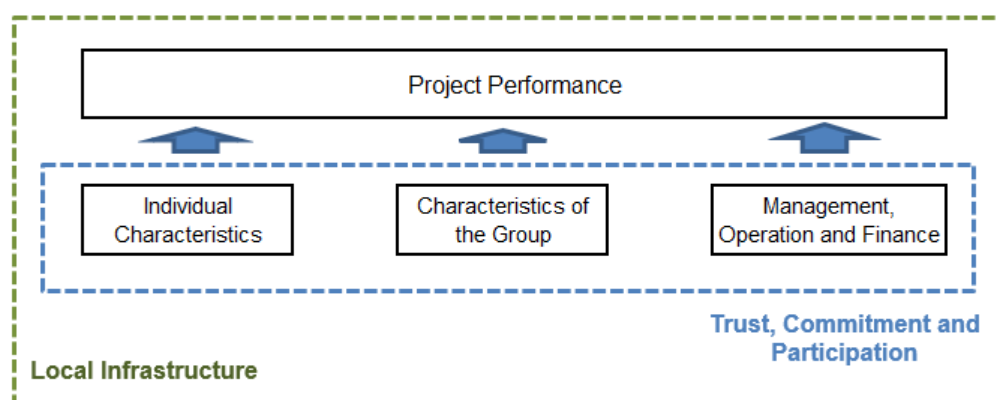 Project Performance
Individual
Characteristics
Characteristics of
the Group
Management,
Operation and Finance
Trust, Commitment and
Participation
Local Infrastructure